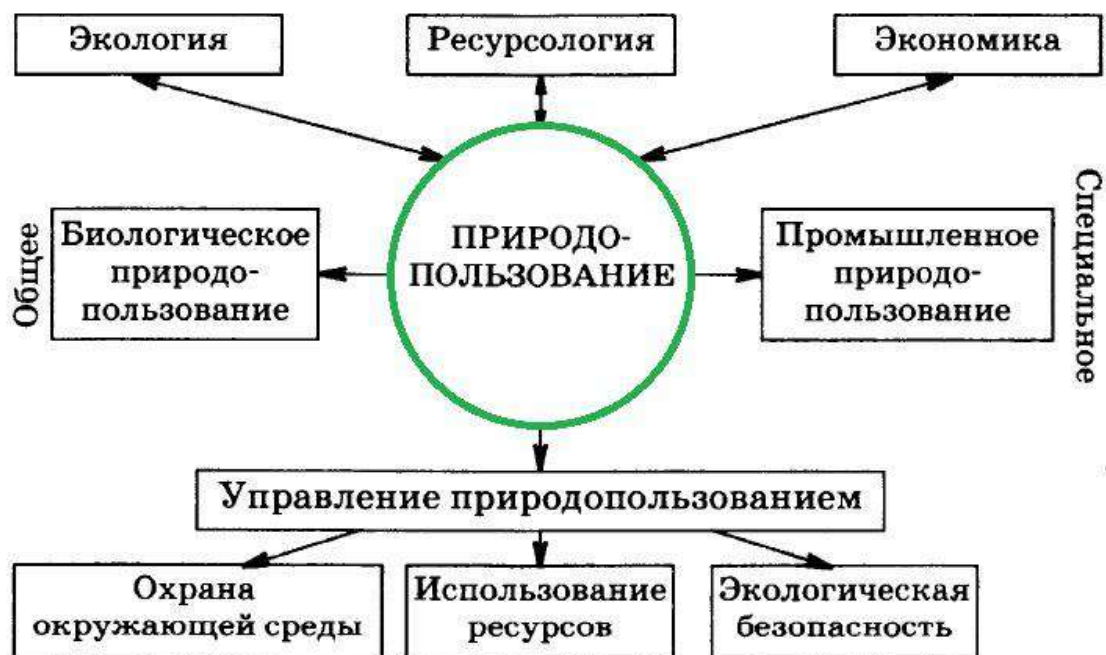 Экология
Ресурсология
Экономика
Общее
Биологическое
природо-
пользование
ПРИРОДО-
ПОЛЬЗОВАНИЕ
Промышленное
природо-
пользование
Специальное
Управление природопользованием
Охрана
окружающей среды
Использование
ресурсов
Экологическая
безопасность